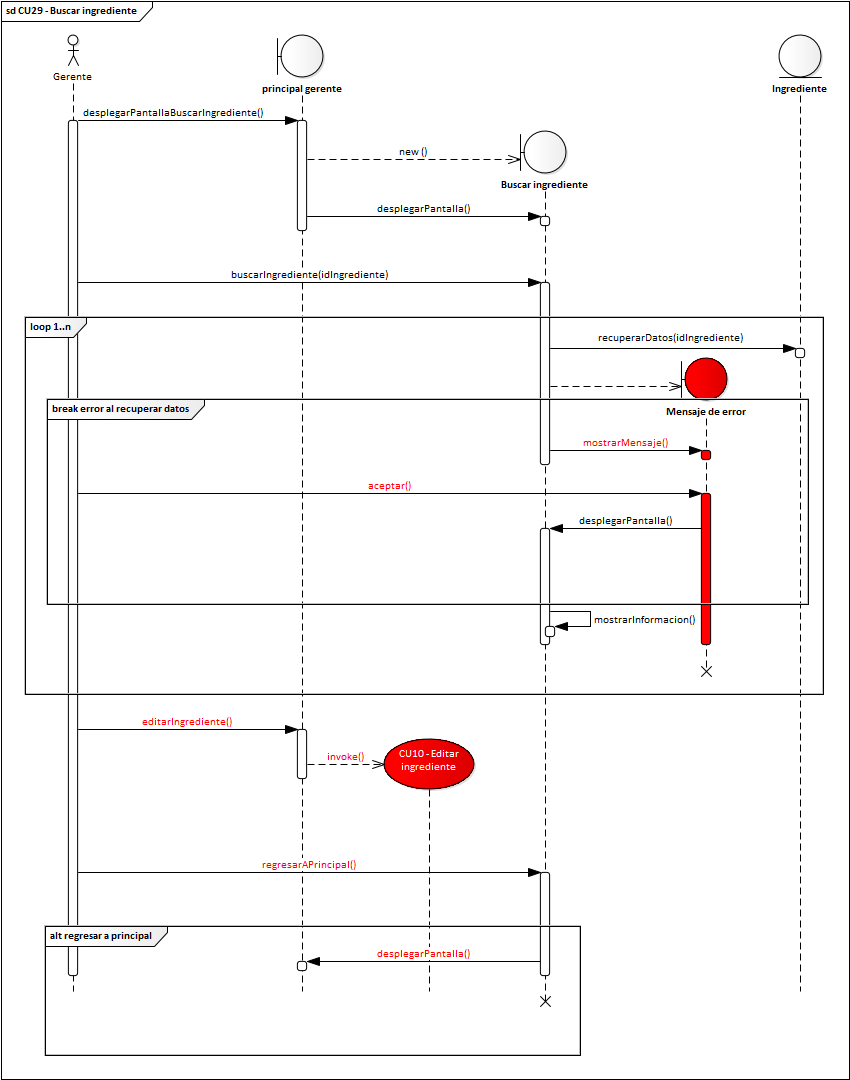 sd CU29 - Buscar ingrediente
Gerente
principal gerente
Ingrediente
desplegarPantallaBuscarIngrediente()
new ()
Buscar ingrediente
desplegarPantalla()
buscarIngrediente(idIngrediente)
loop 1..n
recuperarDatos(idIngrediente)
break error al recuperar datos
Mensaje de error
mostrarMensaje()
aceptar()
desplegarPantalla()
mostrarInformacion()
editarIngrediente()
invoke()
CU10 - Editar
ingrediente
regresarAPrincipal()
alt regresar a principal
desplegarPantalla()